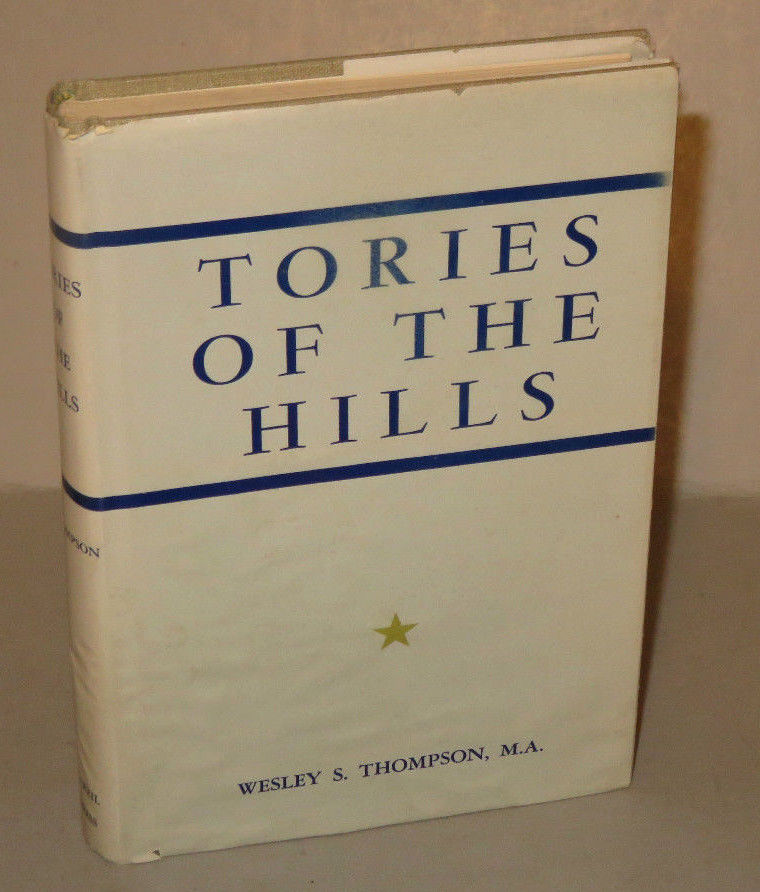 TORIES
OF THE
HILLS
WESLEY S. THOMPSON, M.A.